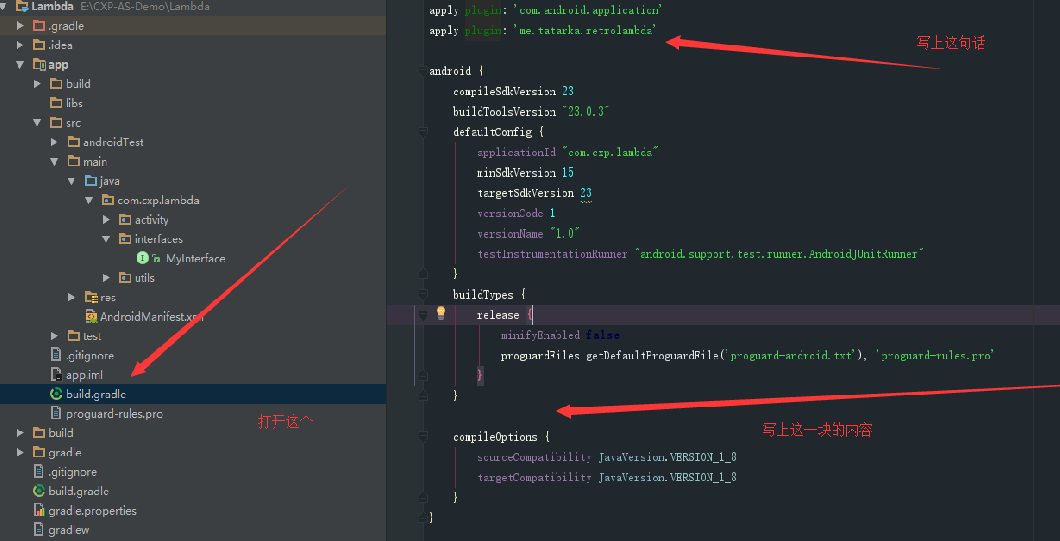 Lambda E:\CXP-AS-Demo\Lambda
.gradle
.idea
app
build
libs
src
androidTest
main
java
com.cxp.lambda
activity
interfaces
MyInterface
utils
res
AndroidManifest.xml
test
.gitignore
app.iml
build.gradle
proguard-rules.pro
build
gradle
.gitignore
build.gradle
gradle.properties
gradlew
打开这个
apply plugin: 'com.android.application'
apply plugin: 'me.tatarka.retrolambda'
写上这句话
android {
compileSdkVersion 23
buildToolsVersion "23.0.3"
defaultConfig {
applicationId "com.cxp.lambda"
minSdkVersion 15
targetSdkVersion 23
versionCode 1
versionName "1.0"
testInstrumentationRunner "android.support.test.runner.AndroidJUnitRunner"
}
buildTypes {
release {
minifyEnabled false
proguardFiles getDefaultProguardFile('proguard-android.txt'), 'proguard-rules.pro'
}
}
写上这一块的内容
compileOptions {
sourceCompatibility JavaVersion.VERSION_1_8
targetCompatibility JavaVersion.VERSION_1_8
}
}